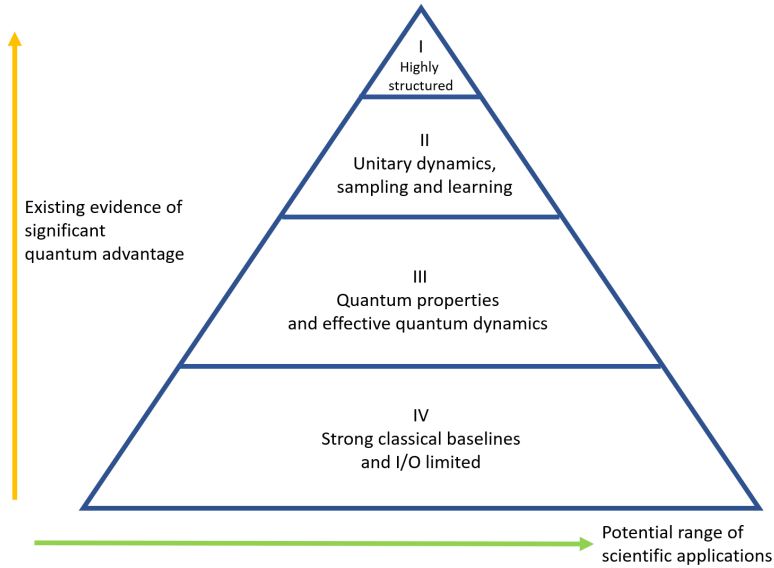 I
Highly
structured
II
Unitary dynamics,
sampling and learning
Existing evidence of
significant
quantum advantage
III
Quantum properties
and effective quantum dynamics
IV
Strong classical baselines
and I/O limited
Potential range of
scientific applications